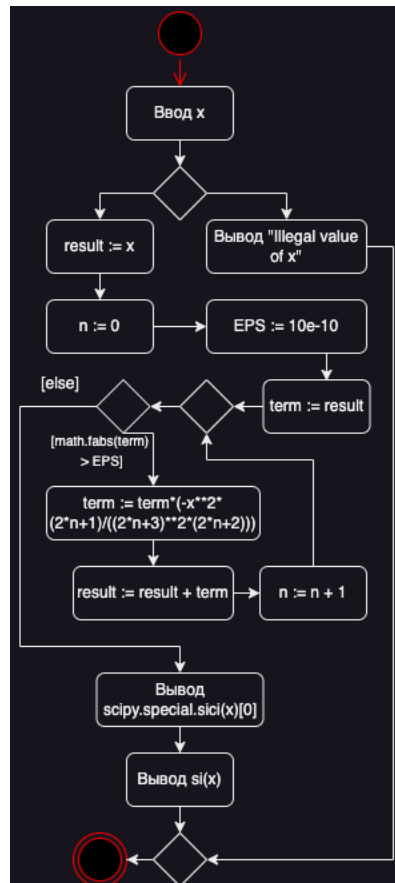 Ввод x
result := x
Вывод "Illegal value
of x"
n := 0
EPS := 10e-10
[else]
term := result
[math.fabs(term)
> EPS]
term := term*(-x**2*
(2*n+1)/((2*n+3)**2*(2*n+2)))
result := result + term
n := n + 1
Вывод
scipy.special.sici(x)[0]
Вывод si(x)